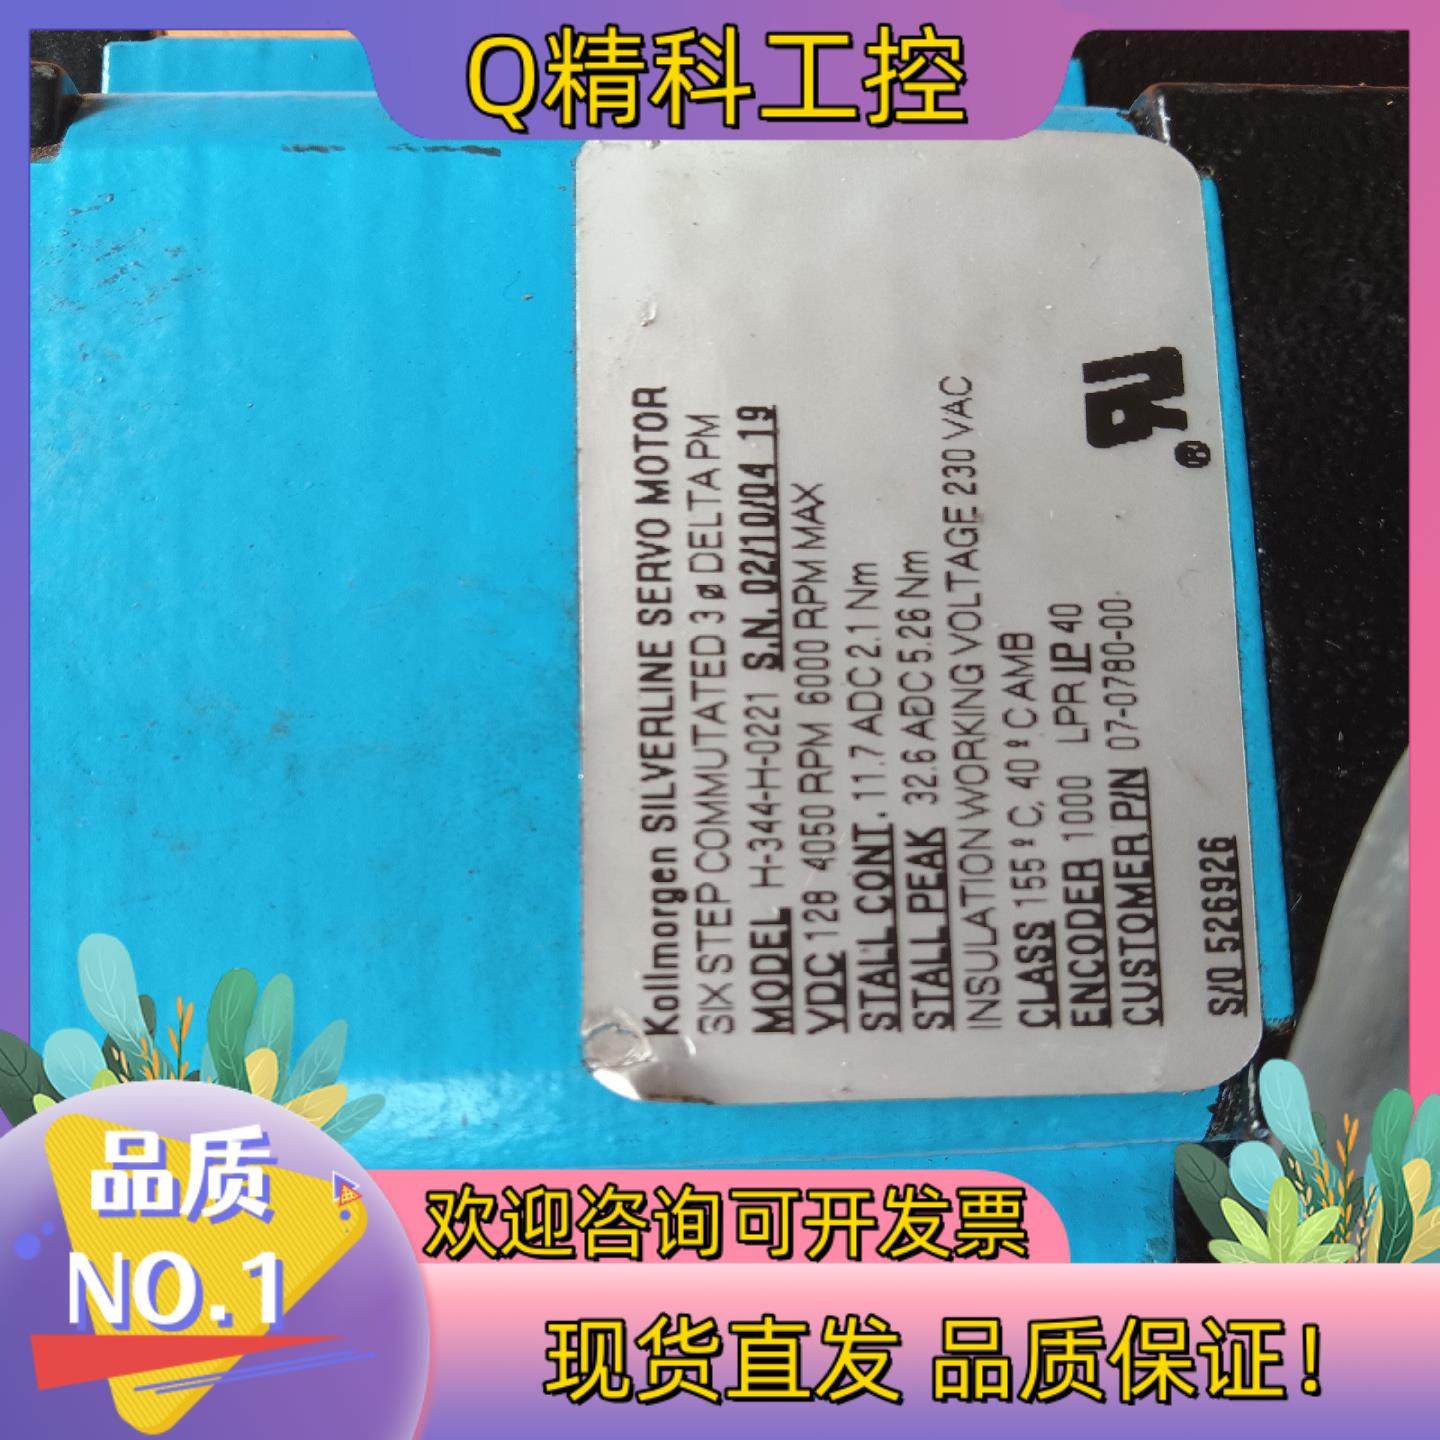 Q精科工控
Kollmorgen SILVERLINE SERVO MOTOR
SIX STEP COMMUTATED 3 ø DELTA PM
MODEL H-344-H-0221 S.N. 02/10/04 19
VDC 128 4050 RPM 6000 RPM MAX
STALL CONT. 11.7 ADC 2.1 Nm
STALL PEAK 32.6 ADC 5.26 Nm
INSULATION WORKING VOLTAGE 230 VAC
CLASS 155º C, 40º C AMB
ENCODER 1000 LPR IP 40
CUSTOMER P/N 07-0780-00
S/O 526926
品质
NO.1
欢迎咨询可开发票
现货直发 品质保证！